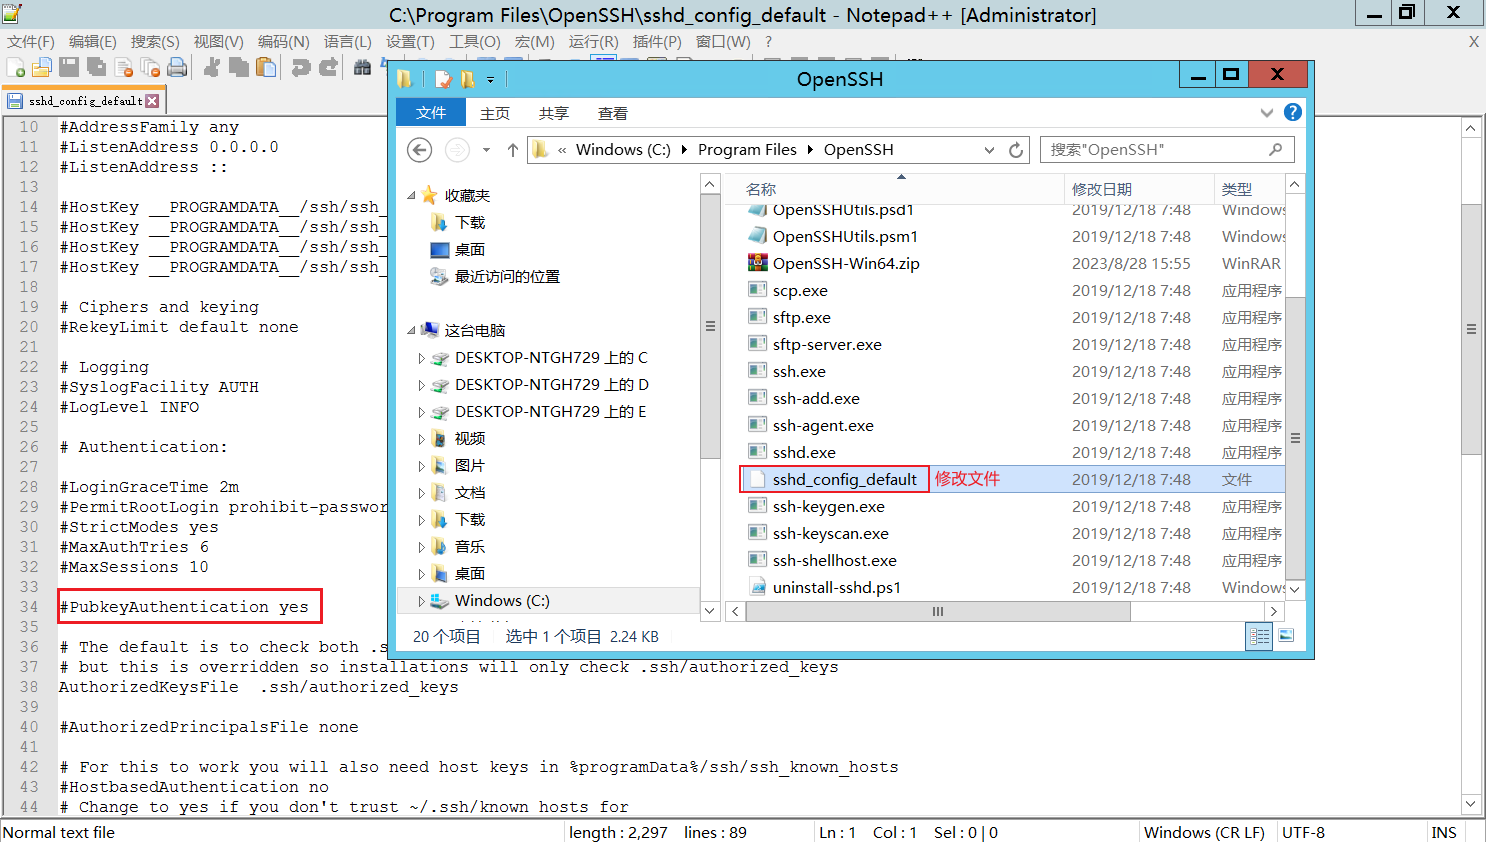 C:\Program Files\OpenSSH\sshd_config_default - Notepad++ [Administrator]
文件(F) 编辑(E) 搜索(S) 视图(V) 编码(N) 语言(L) 设置(T) 工具(O) 宏(M) 运行(R) 插件(P) 窗口(W) ? X
sshd_config_default
10 #AddressFamily any
11 #ListenAddress 0.0.0.0
12 #ListenAddress ::
13
14 #HostKey __PROGRAMDATA__/ssh/ssh_
15 #HostKey __PROGRAMDATA__/ssh/ssh_
16 #HostKey __PROGRAMDATA__/ssh/ssh_
17 #HostKey __PROGRAMDATA__/ssh/ssh_
18
19 # Ciphers and keying
20 #RekeyLimit default none
21
22 # Logging
23 #SyslogFacility AUTH
24 #LogLevel INFO
25
26 # Authentication:
27
28 #LoginGraceTime 2m
29 #PermitRootLogin prohibit-passwor
30 #StrictModes yes
31 #MaxAuthTries 6
32 #MaxSessions 10
33
34 #PubkeyAuthentication yes
35
36 # The default is to check both .s
37 # but this is overridden so installations will only check .ssh/authorized_keys
38 AuthorizedKeysFile .ssh/authorized_keys
39
40 #AuthorizedPrincipalsFile none
41
42 # For this to work you will also need host keys in %programData%/ssh/ssh_known_hosts
43 #HostbasedAuthentication no
44 # Change to yes if you don't trust ~/.ssh/known_hosts for
OpenSSH
文件 主页 共享 查看
« Windows (C:) Program Files OpenSSH
搜索"OpenSSH"
收藏夹
下载
桌面
最近访问的位置
这台电脑
DESKTOP-NTGH729 上的 C
DESKTOP-NTGH729 上的 D
DESKTOP-NTGH729 上的 E
视频
图片
文档
下载
音乐
桌面
Windows (C:)
名称 修改日期 类型
OpenSSHUtils.psd1 2019/12/18 7:48 Windows
OpenSSHUtils.psm1 2019/12/18 7:48 Windows
OpenSSH-Win64.zip 2023/8/28 15:55 WinRAR
scp.exe 2019/12/18 7:48 应用程序
sftp.exe 2019/12/18 7:48 应用程序
sftp-server.exe 2019/12/18 7:48 应用程序
ssh.exe 2019/12/18 7:48 应用程序
ssh-add.exe 2019/12/18 7:48 应用程序
ssh-agent.exe 2019/12/18 7:48 应用程序
sshd.exe 2019/12/18 7:48 应用程序
sshd_config_default 修改文件 2019/12/18 7:48 文件
ssh-keygen.exe 2019/12/18 7:48 应用程序
ssh-keyscan.exe 2019/12/18 7:48 应用程序
ssh-shellhost.exe 2019/12/18 7:48 应用程序
uninstall-sshd.ps1 2019/12/18 7:48 Windows
20 个项目 选中 1 个项目 2.24 KB
Normal text file length : 2,297 lines : 89 Ln : 1 Col : 1 Sel : 0 | 0 Windows (CR LF) UTF-8 INS